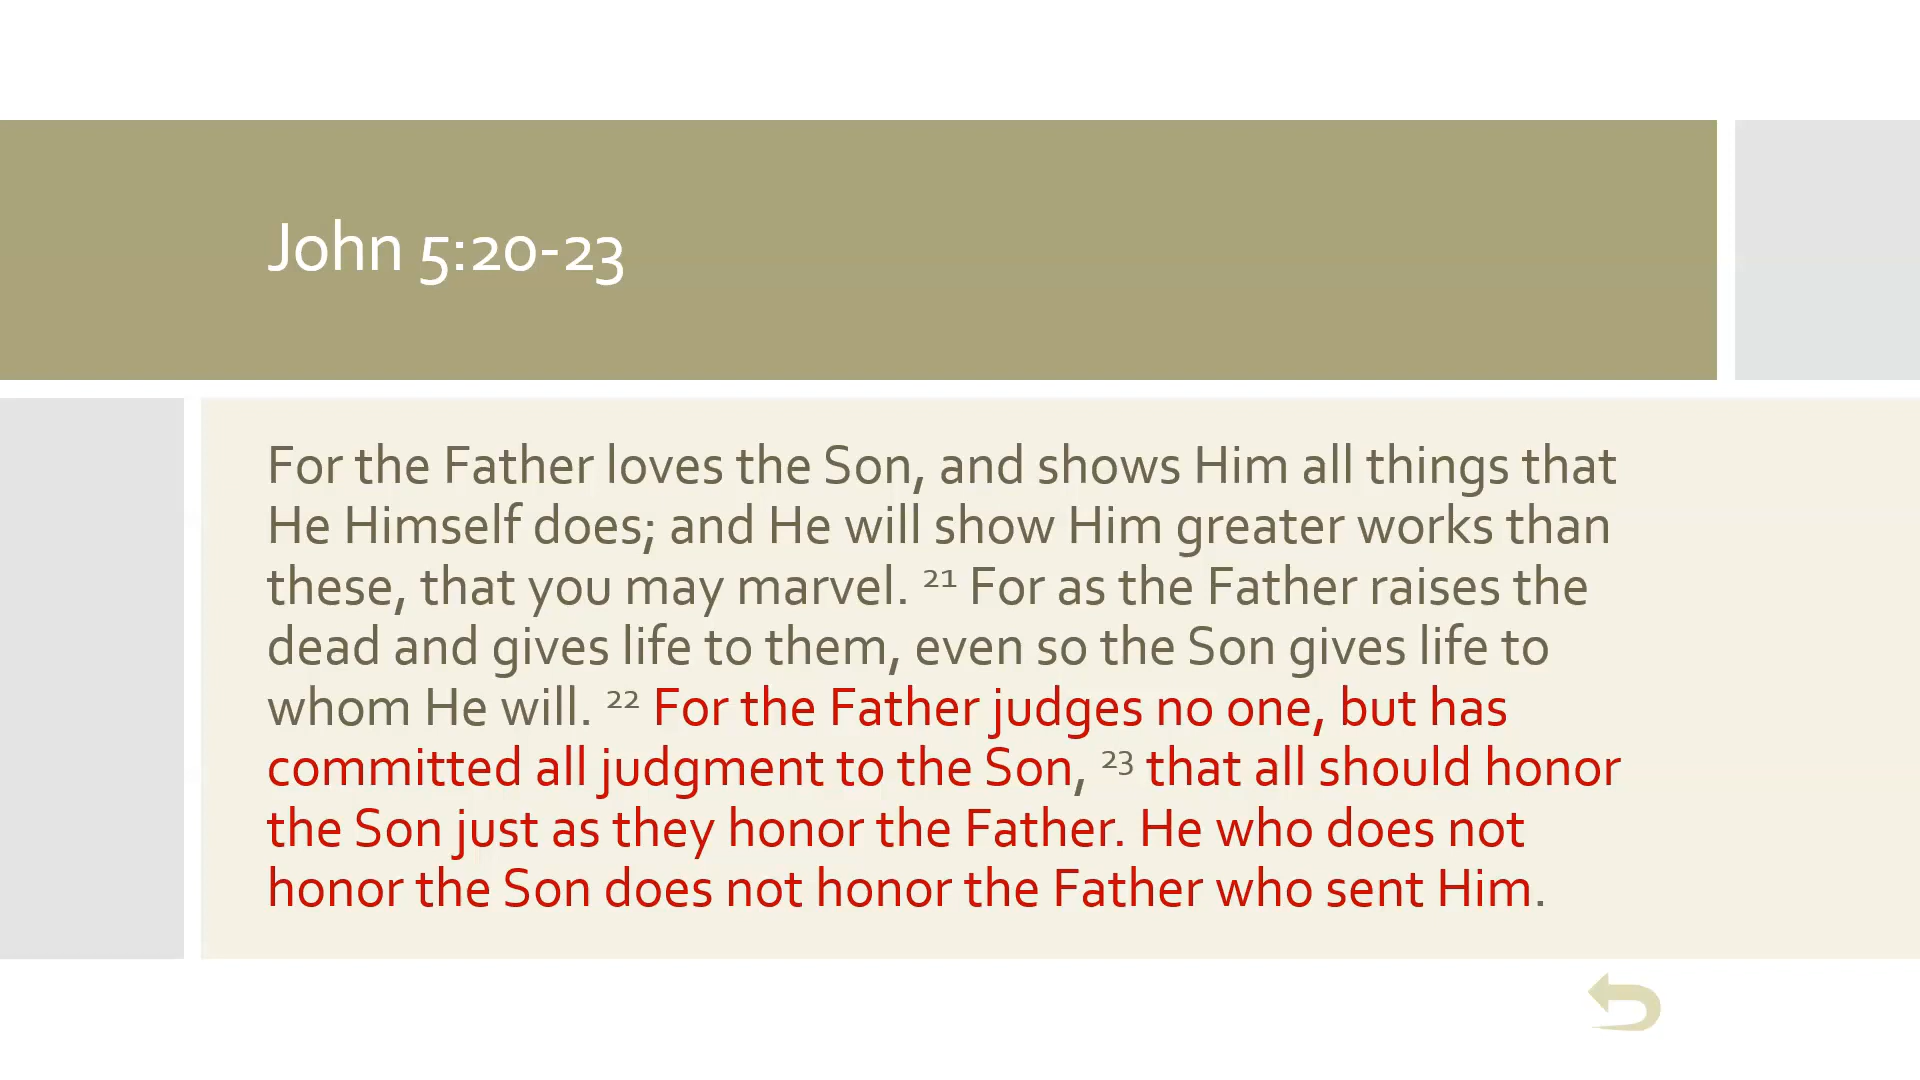 John 5:20-23
For the Father loves the Son, and shows Him all things that
He Himself does; and He will show Him greater works than
these, that you may marvel. 21 For as the Father raises the
dead and gives life to them, even so the Son gives life to
whom He will. 22 For the Father judges no one, but has
committed all judgment to the Son, 23 that all should honor
the Son just as they honor the Father. He who does not
honor the Son does not honor the Father who sent Him.